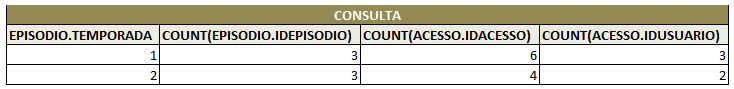 CONSULTA
EPISODIO.TEMPORADA COUNT(EPISODIO.IDEPISODIO) COUNT(ACESSO.IDACESSO) COUNT(ACESSO.IDUSUARIO)
1 3 6 3
2 3 4 2